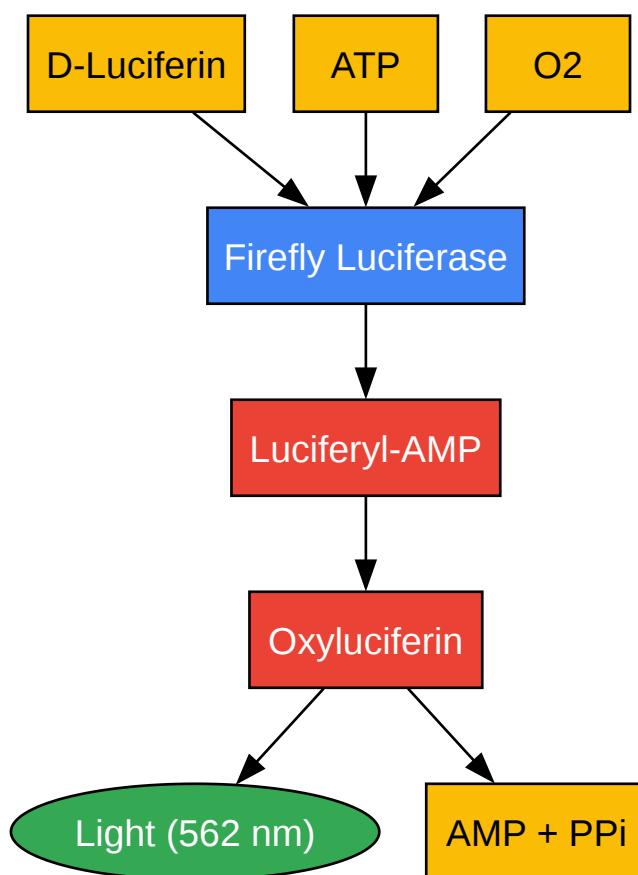 D-Luciferin
ATP
O2
Firefly Luciferase
Luciferyl-AMP
Oxyluciferin
Light (562 nm)
AMP + PPi